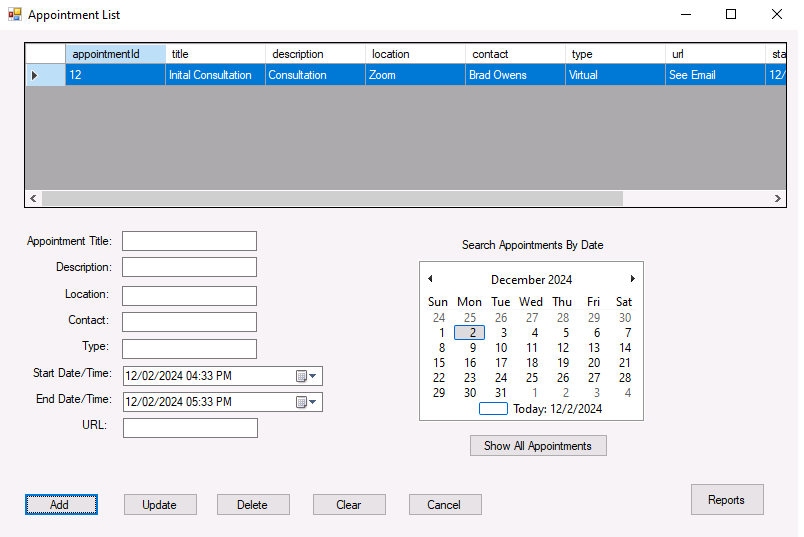 Appointment List
appointmentId title description location contact type url sta
12 Inital Consultation Consultation Zoom Brad Owens Virtual See Email 12/
Appointment Title:
Description:
Location:
Contact:
Type:
Start Date/Time: 12/02/2024 04:33 PM
End Date/Time: 12/02/2024 05:33 PM
URL:
Search Appointments By Date
December 2024
Sun Mon Tue Wed Thu Fri Sat
24 25 26 27 28 29 30
1 2 3 4 5 6 7
8 9 10 11 12 13 14
15 16 17 18 19 20 21
22 23 24 25 26 27 28
29 30 31 1 2 3 4
Today: 12/2/2024
Show All Appointments
Add Update Delete Clear Cancel Reports